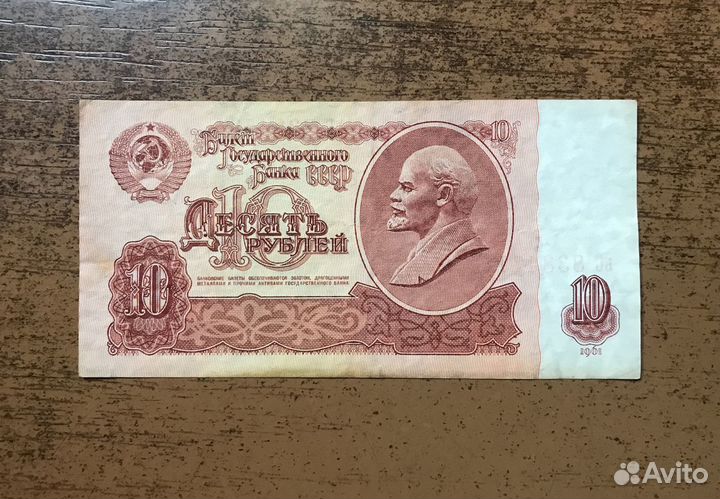 10
Билет
Государственного
Банка СССР
10
Десять
рублей
БАНКОВСКИЕ БИЛЕТЫ ОБЕСПЕЧИВАЮТСЯ ЗОЛОТОМ, ДРАГОЦЕННЫМИ
МЕТАЛЛАМИ И ПРОЧИМИ АКТИВАМИ ГОСУДАРСТВЕННОГО БАНКА
10
10
1961
Avito